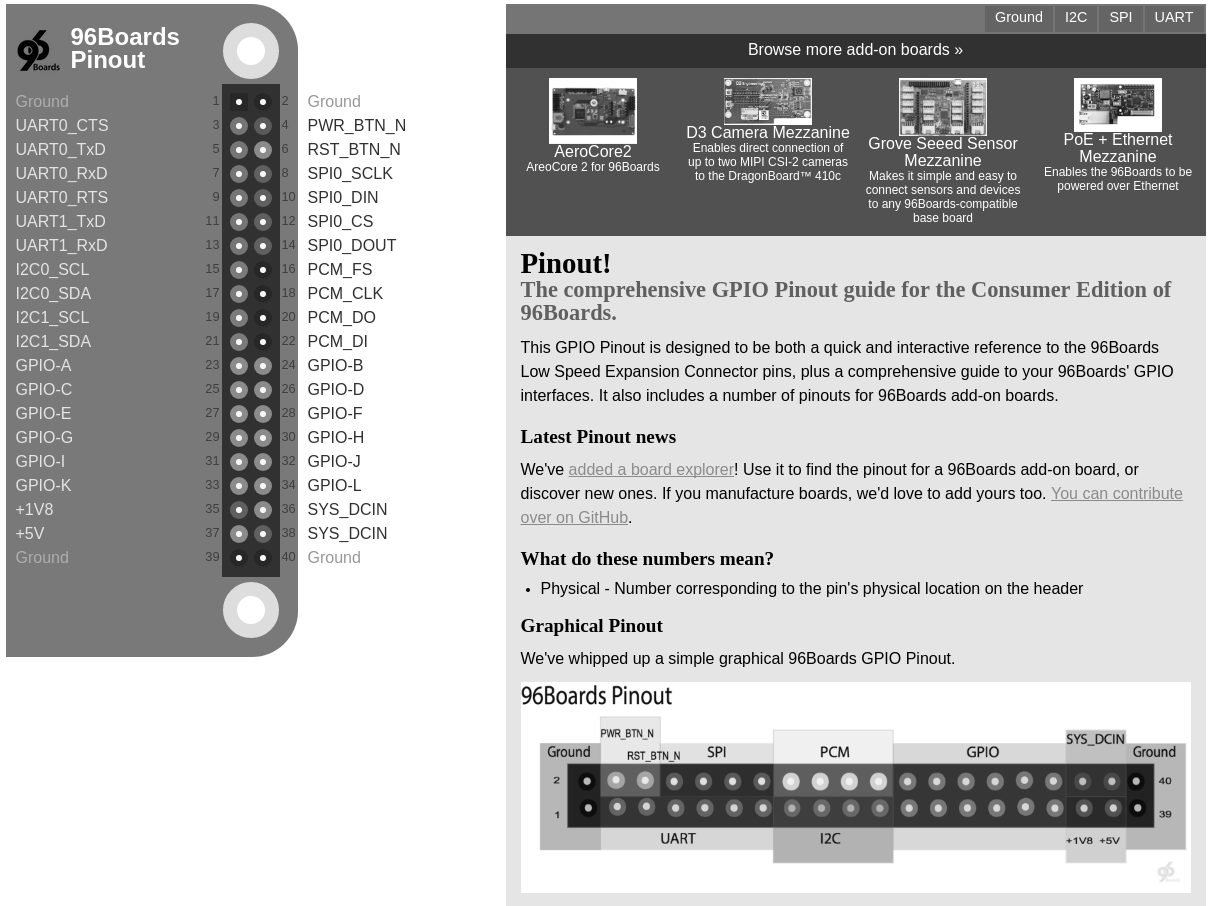 96Boards
Pinout
Boards
Ground 1 2 Ground
UART0_CTS 3 4 PWR_BTN_N
UART0_TxD 5 6 RST_BTN_N
UART0_RxD 7 8 SPI0_SCLK
UART0_RTS 9 10 SPI0_DIN
UART1_TxD 11 12 SPI0_CS
UART1_RxD 13 14 SPI0_DOUT
I2C0_SCL 15 16 PCM_FS
I2C0_SDA 17 18 PCM_CLK
I2C1_SCL 19 20 PCM_DO
I2C1_SDA 21 22 PCM_DI
GPIO-A 23 24 GPIO-B
GPIO-C 25 26 GPIO-D
GPIO-E 27 28 GPIO-F
GPIO-G 29 30 GPIO-H
GPIO-I 31 32 GPIO-J
GPIO-K 33 34 GPIO-L
+1V8 35 36 SYS_DCIN
+5V 37 38 SYS_DCIN
Ground 39 40 Ground
Ground I2C SPI UART
Browse more add-on boards »
AeroCore2
AreoCore 2 for 96Boards
D3 Camera Mezzanine
Enables direct connection of
up to two MIPI CSI-2 cameras
to the DragonBoard™ 410c
Grove Seeed Sensor
Mezzanine
Makes it simple and easy to
connect sensors and devices
to any 96Boards-compatible
base board
PoE + Ethernet
Mezzanine
Enables the 96Boards to be
powered over Ethernet
Pinout!
The comprehensive GPIO Pinout guide for the Consumer Edition of
96Boards.
This GPIO Pinout is designed to be both a quick and interactive reference to the 96Boards
Low Speed Expansion Connector pins, plus a comprehensive guide to your 96Boards' GPIO
interfaces. It also includes a number of pinouts for 96Boards add-on boards.
Latest Pinout news
We've added a board explorer! Use it to find the pinout for a 96Boards add-on board, or
discover new ones. If you manufacture boards, we'd love to add yours too. You can contribute
over on GitHub.
What do these numbers mean?
• Physical - Number corresponding to the pin's physical location on the header
Graphical Pinout
We've whipped up a simple graphical 96Boards GPIO Pinout.
96Boards Pinout
PWR_BTN_N SYS_DCIN
Ground RST_BTN_N SPI PCM GPIO Ground
2 40
1 39
UART I2C +1V8 +5V